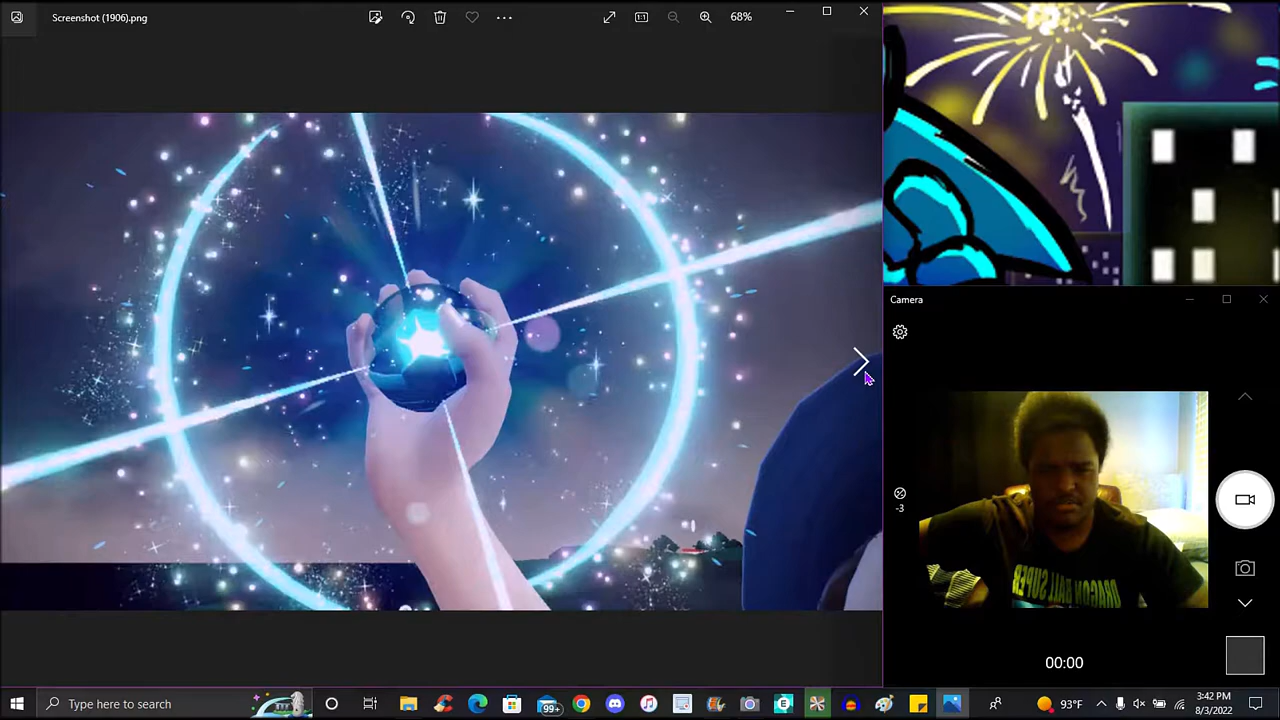 Screenshot (1906).png
68%
Camera
-3
DRAGON BALL SUPER
00:00
Type here to search
99+
93°F
3:42 PM
8/3/2022